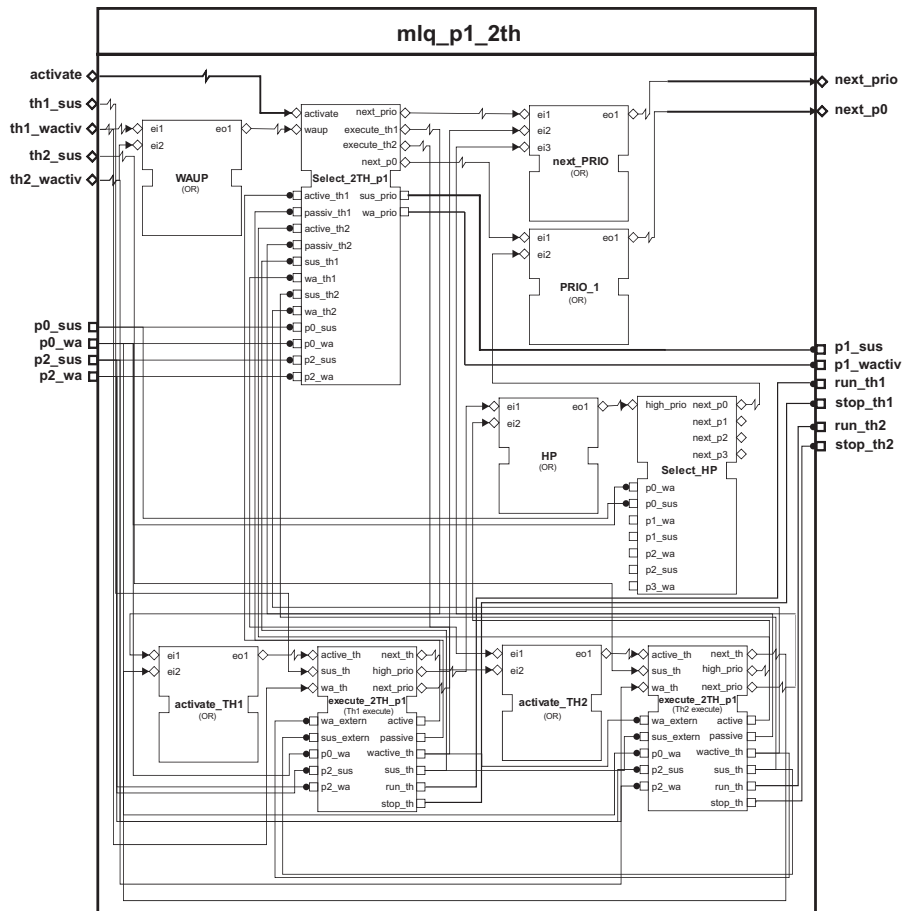 mlq_p1_2th
activate
th1_sus
th1_wactiv
th2_sus
th2_wactiv
p0_sus
p0_wa
p2_sus
p2_wa
next_prio
next_p0
p1_sus
p1_wactiv
run_th1
stop_th1
run_th2
stop_th2
ei1 eo1
ei2
WAUP
(OR)
activate next_prio
waup execute_th1
execute_th2
next_p0
Select_2TH_p1
active_th1 sus_prio
passiv_th1 wa_prio
active_th2
passiv_th2
sus_th1
wa_th1
sus_th2
wa_th2
p0_sus
p0_wa
p2_sus
p2_wa
ei1 eo1
ei2
ei3
next_PRIO
(OR)
ei1 eo1
ei2
PRIO_1
(OR)
ei1 eo1
ei2
HP
(OR)
high_prio next_p0
next_p1
next_p2
next_p3
Select_HP
p0_wa
p0_sus
p1_wa
p1_sus
p2_wa
p2_sus
p3_wa
ei1 eo1
ei2
activate_TH1
(OR)
active_th next_th
sus_th high_prio
wa_th next_prio
execute_2TH_p1
(Th1 execute)
wa_extern active
sus_extern passive
p0_wa wactive_th
p2_sus sus_th
p2_wa run_th
stop_th
ei1 eo1
ei2
activate_TH2
(OR)
active_th next_th
sus_th high_prio
wa_th next_prio
execute_2TH_p1
(Th2 execute)
wa_extern active
sus_extern passive
p0_wa wactive_th
p2_sus sus_th
p2_wa run_th
stop_th